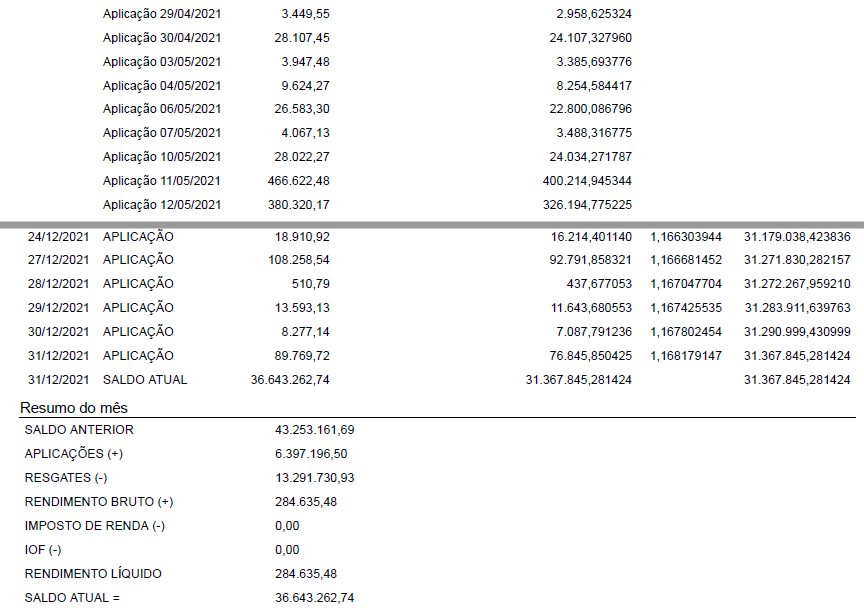 Aplicação 29/04/2021 3.449,55 2.958,625324
Aplicação 30/04/2021 28.107,45 24.107,327960
Aplicação 03/05/2021 3.947,48 3.385,693776
Aplicação 04/05/2021 9.624,27 8.254,584417
Aplicação 06/05/2021 26.583,30 22.800,086796
Aplicação 07/05/2021 4.067,13 3.488,316775
Aplicação 10/05/2021 28.022,27 24.034,271787
Aplicação 11/05/2021 466.622,48 400.214,945344
Aplicação 12/05/2021 380.320,17 326.194,775225
24/12/2021 APLICAÇÃO 18.910,92 16.214,401140 1,166303944 31.179.038,423836
27/12/2021 APLICAÇÃO 108.258,54 92.791,858321 1,166681452 31.271.830,282157
28/12/2021 APLICAÇÃO 510,79 437,677053 1,167047704 31.272.267,959210
29/12/2021 APLICAÇÃO 13.593,13 11.643,680553 1,167425535 31.283.911,639763
30/12/2021 APLICAÇÃO 8.277,14 7.087,791236 1,167802454 31.290.999,430999
31/12/2021 APLICAÇÃO 89.769,72 76.845,850425 1,168179147 31.367.845,281424
31/12/2021 SALDO ATUAL 36.643.262,74 31.367.845,281424 31.367.845,281424
Resumo do mês
SALDO ANTERIOR 43.253.161,69
APLICAÇÕES (+) 6.397.196,50
RESGATES (-) 13.291.730,93
RENDIMENTO BRUTO (+) 284.635,48
IMPOSTO DE RENDA (-) 0,00
IOF (-) 0,00
RENDIMENTO LÍQUIDO 284.635,48
SALDO ATUAL = 36.643.262,74